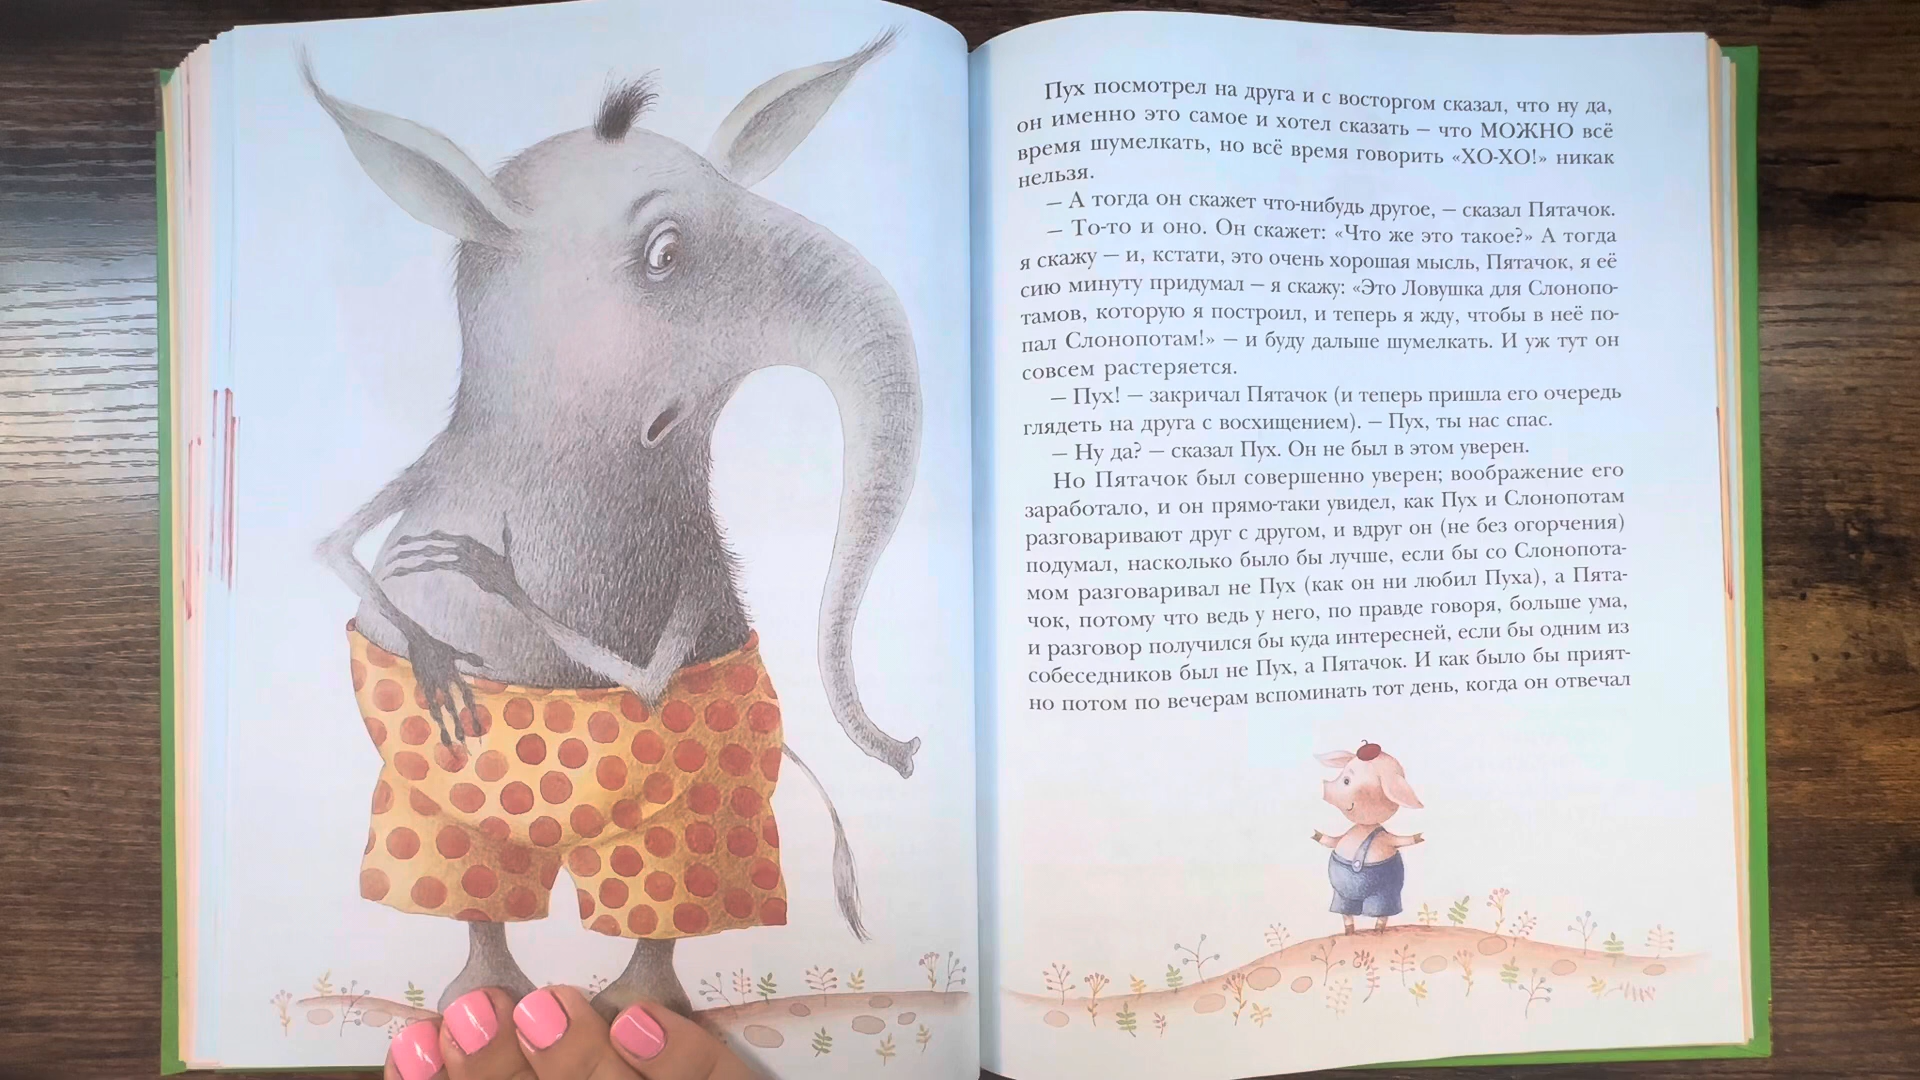 Пух посмотрел на друга и с восторгом сказал, что ну да,
он именно это самое и хотел сказать — что МОЖНО всё
время шумелкать, но всё время говорить «ХО-ХО!» никак
нельзя.
— А тогда он скажет что-нибудь другое, — сказал Пятачок.
— То-то и оно. Он скажет: «Что же это такое?» А тогда
я скажу — и, кстати, это очень хорошая мысль, Пятачок, я её
сию минуту придумал — я скажу: «Это Ловушка для Слонопо-
тамов, которую я построил, и теперь я жду, чтобы в неё по-
пал Слонопотам!» — и буду дальше шумелкать. И уж тут он
совсем растеряется.
— Пух! — закричал Пятачок (и теперь пришла его очередь
глядеть на друга с восхищением). — Пух, ты нас спас.
— Ну да? — сказал Пух. Он не был в этом уверен.
Но Пятачок был совершенно уверен; воображение его
заработало, и он прямо-таки увидел, как Пух и Слонопотам
разговаривают друг с другом, и вдруг он (не без огорчения)
подумал, насколько было бы лучше, если бы со Слонопота-
мом разговаривал не Пух (как он ни любил Пуха), а Пята-
чок, потому что ведь у него, по правде говоря, больше ума,
и разговор получился бы куда интересней, если бы одним из
собеседников был не Пух, а Пятачок. И как было бы прият-
но потом по вечерам вспоминать тот день, когда он отвечал